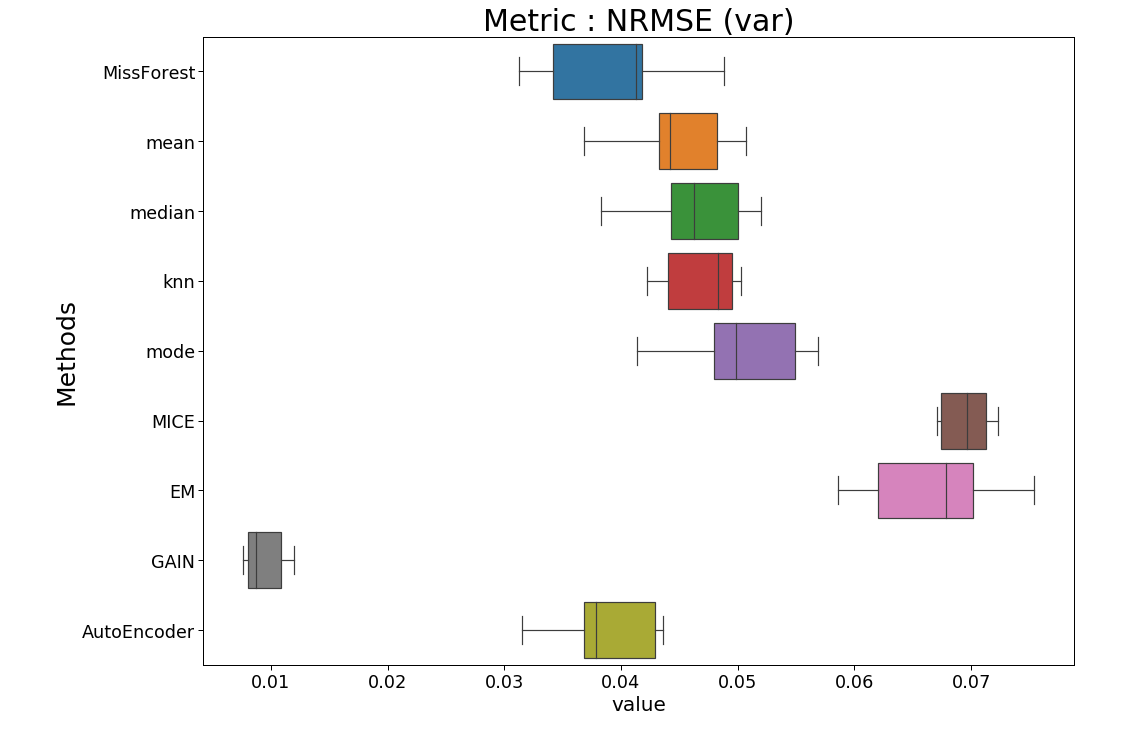 Metric : NRMSE (var)
Methods
MissForest
mean
median
knn
mode
MICE
EM
GAIN
AutoEncoder
0.01 0.02 0.03 0.04 0.05 0.06 0.07
value